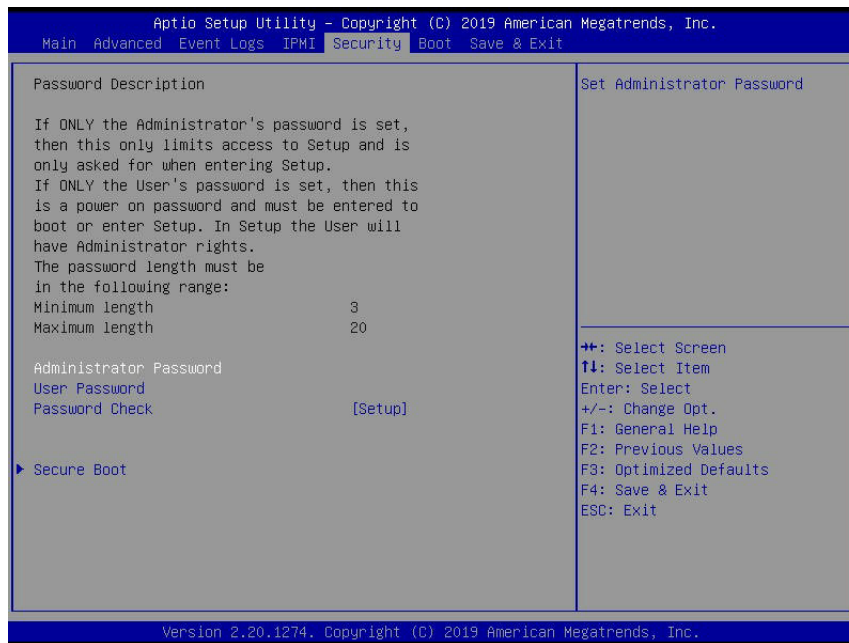 Aptio Setup Utility – Copyright (C) 2019 American Megatrends, Inc.
Main Advanced Event Logs IPMI Security Boot Save & Exit
Password Description
If ONLY the Administrator's password is set,
then this only limits access to Setup and is
only asked for when entering Setup.
If ONLY the User's password is set, then this
is a power on password and must be entered to
boot or enter Setup. In Setup the User will
have Administrator rights.
The password length must be
in the following range:
Minimum length 3
Maximum length 20
Administrator Password
User Password
Password Check [Setup]
Secure Boot
Set Administrator Password
→←: Select Screen
↑↓: Select Item
Enter: Select
+/-: Change Opt.
F1: General Help
F2: Previous Values
F3: Optimized Defaults
F4: Save & Exit
ESC: Exit
Version 2.20.1274. Copyright (C) 2019 American Megatrends, Inc.